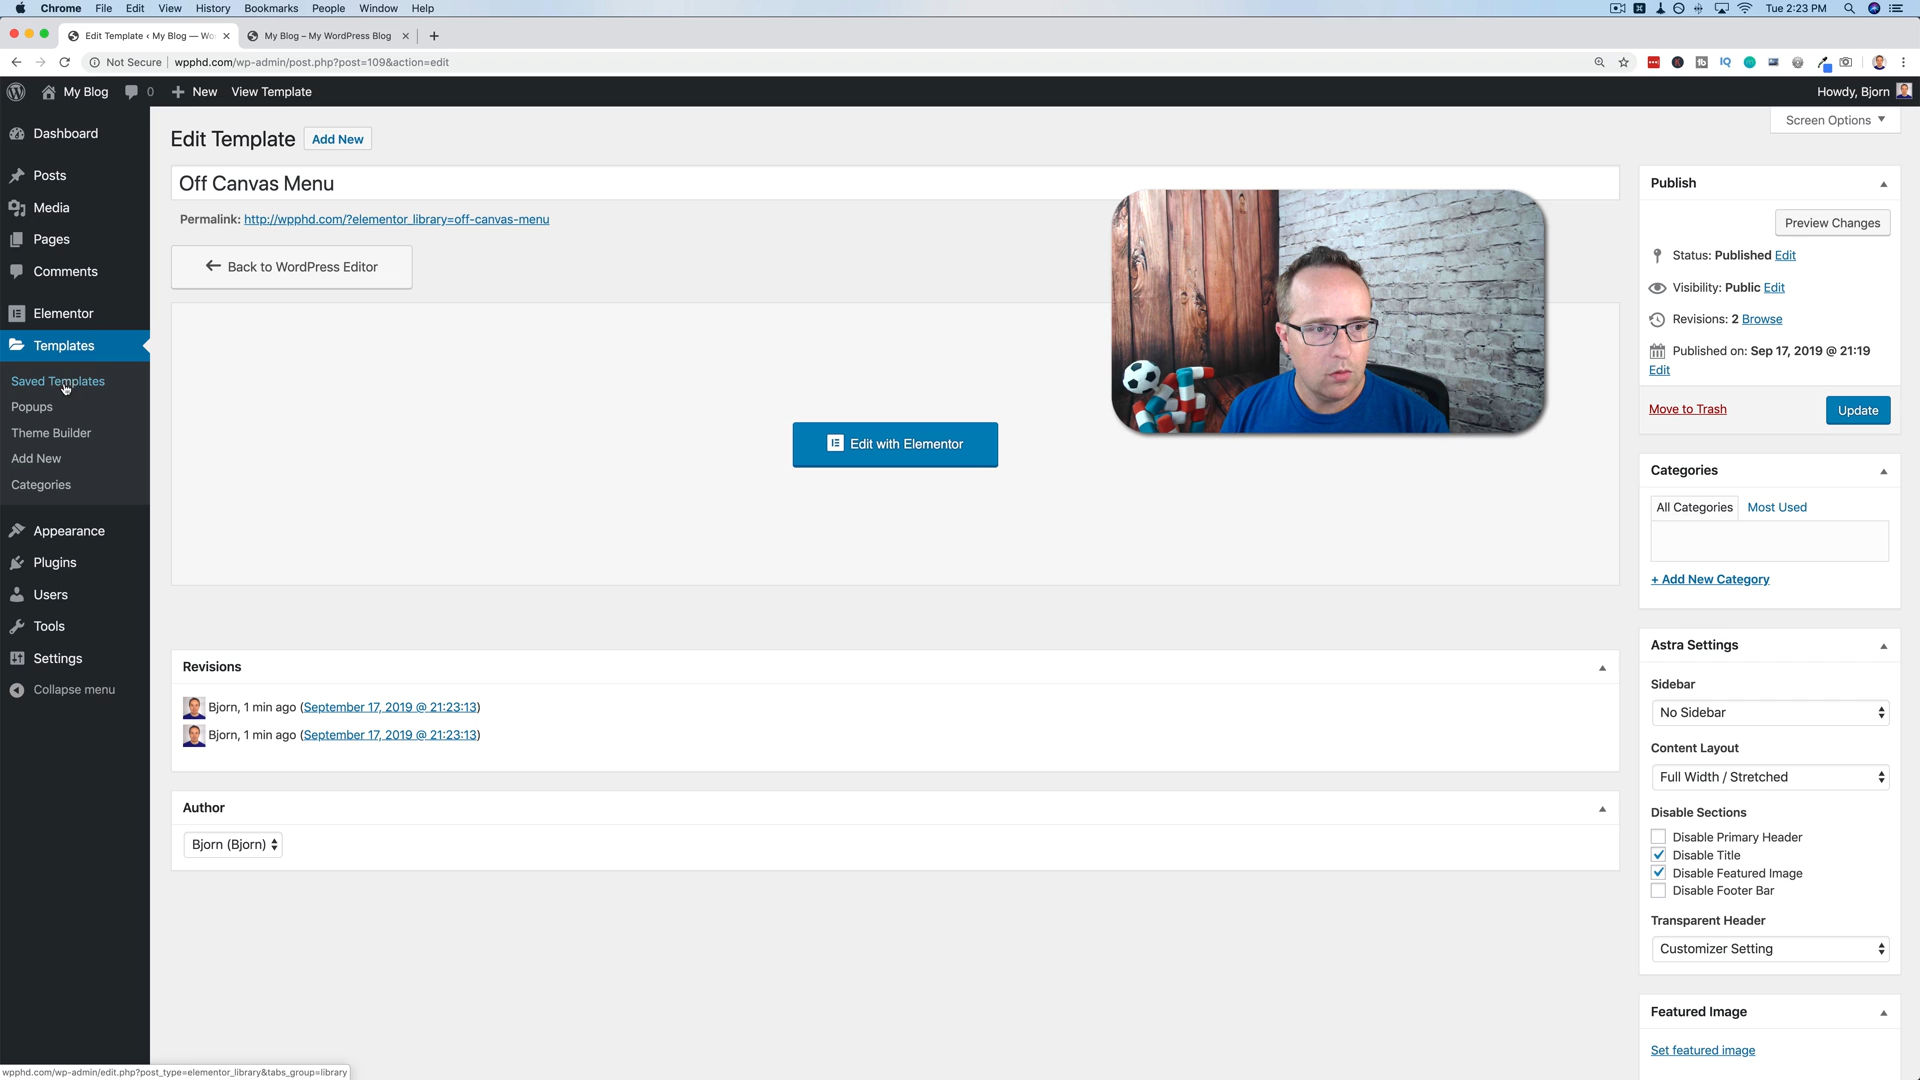 Chrome File Edit View History Bookmarks People Window Help Tue 2:23 PM
Edit Template ‹ My Blog — Wo
My Blog – My WordPress Blog
Not Secure wpphd.com/wp-admin/post.php?post=109&action=edit
IQ
My Blog 0 New View Template Howdy, Bjorn
Screen Options
Dashboard
Posts
Media
Pages
Comments
Elementor
Templates
Saved Templates
Popups
Theme Builder
Add New
Categories
Appearance
Plugins
Users
Tools
Settings
Collapse menu
Edit Template Add New
Off Canvas Menu
Permalink: http://wpphd.com/?elementor_library=off-canvas-menu
Back to WordPress Editor
Edit with Elementor
Revisions
Bjorn, 1 min ago (September 17, 2019 @ 21:23:13)
Bjorn, 1 min ago (September 17, 2019 @ 21:23:13)
Author
Bjorn (Bjorn)
Publish
Preview Changes
Status: Published Edit
Visibility: Public Edit
Revisions: 2 Browse
Published on: Sep 17, 2019 @ 21:19
Edit
Move to Trash Update
Categories
All Categories Most Used
+ Add New Category
Astra Settings
Sidebar
No Sidebar
Content Layout
Full Width / Stretched
Disable Sections
Disable Primary Header
Disable Title
Disable Featured Image
Disable Footer Bar
Transparent Header
Customizer Setting
Featured Image
Set featured image
wpphd.com/wp-admin/edit.php?post_type=elementor_library&tabs_group=library